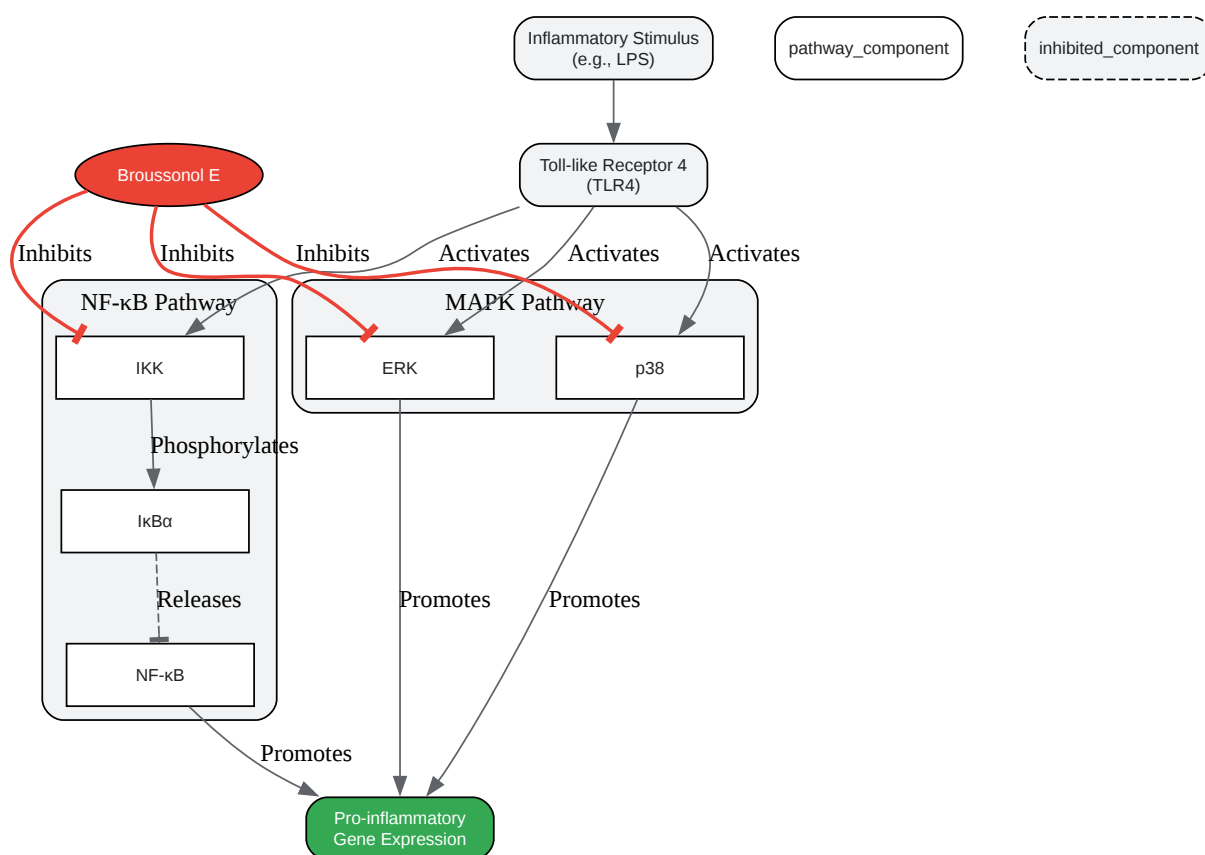 Inflammatory Stimulus
(e.g., LPS)
pathway_component
inhibited_component
Broussonol E
Toll-like Receptor 4
(TLR4)
Inhibits
Inhibits
Inhibits
Activates
Activates
Activates
NF-κB Pathway
MAPK Pathway
IKK
ERK
p38
Phosphorylates
IκBα
Releases
Promotes
Promotes
NF-κB
Promotes
Pro-inflammatory
Gene Expression